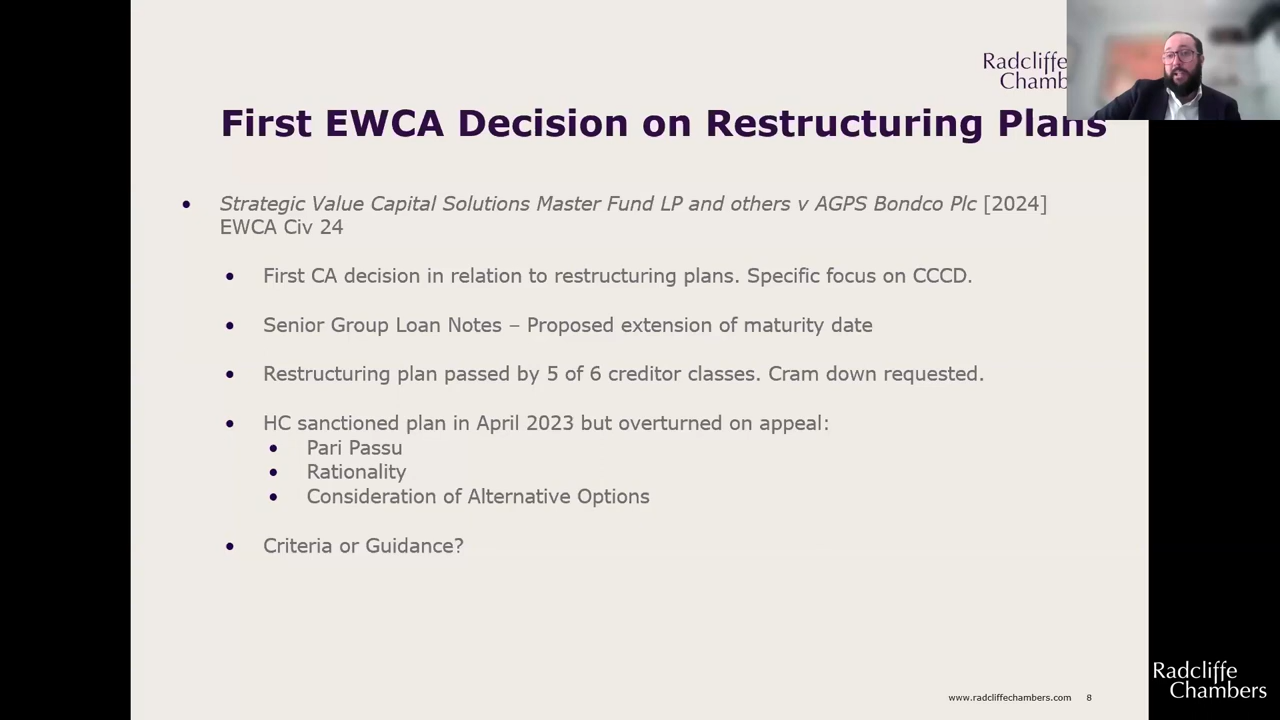 Radcliffe
Chamb
First EWCA Decision on Restructuring Plans
• Strategic Value Capital Solutions Master Fund LP and others v AGPS Bondco Plc [2024]
EWCA Civ 24
• First CA decision in relation to restructuring plans. Specific focus on CCCD.
• Senior Group Loan Notes – Proposed extension of maturity date
• Restructuring plan passed by 5 of 6 creditor classes. Cram down requested.
• HC sanctioned plan in April 2023 but overturned on appeal:
• Pari Passu
• Rationality
• Consideration of Alternative Options
• Criteria or Guidance?
www.radcliffechambers.com 8
Radcliffe
Chambers